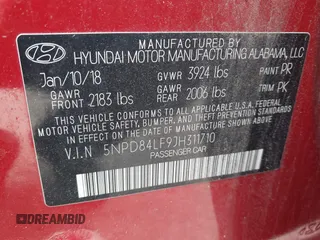 MANUFACTURED BY
HYUNDAI MOTOR MANUFACTURING ALABAMA, LLC
Jan/10/18 GVWR 3924 lbs PAINT PR
GAWR FRONT 2183 lbs GAWR REAR 2006 lbs TRIM PK
THIS VEHICLE CONFORMS TO ALL APPLICABLE
FEDERAL MOTOR VEHICLE SAFETY, BUMPER, AND
THEFT PREVENTION STANDARDS IN EFFECT ON
THE DATE OF MANUFACTURE SHOWN ABOVE.
V.I.N 5NPD84LF9JH311710
PASSENGER CAR
DREAMBID